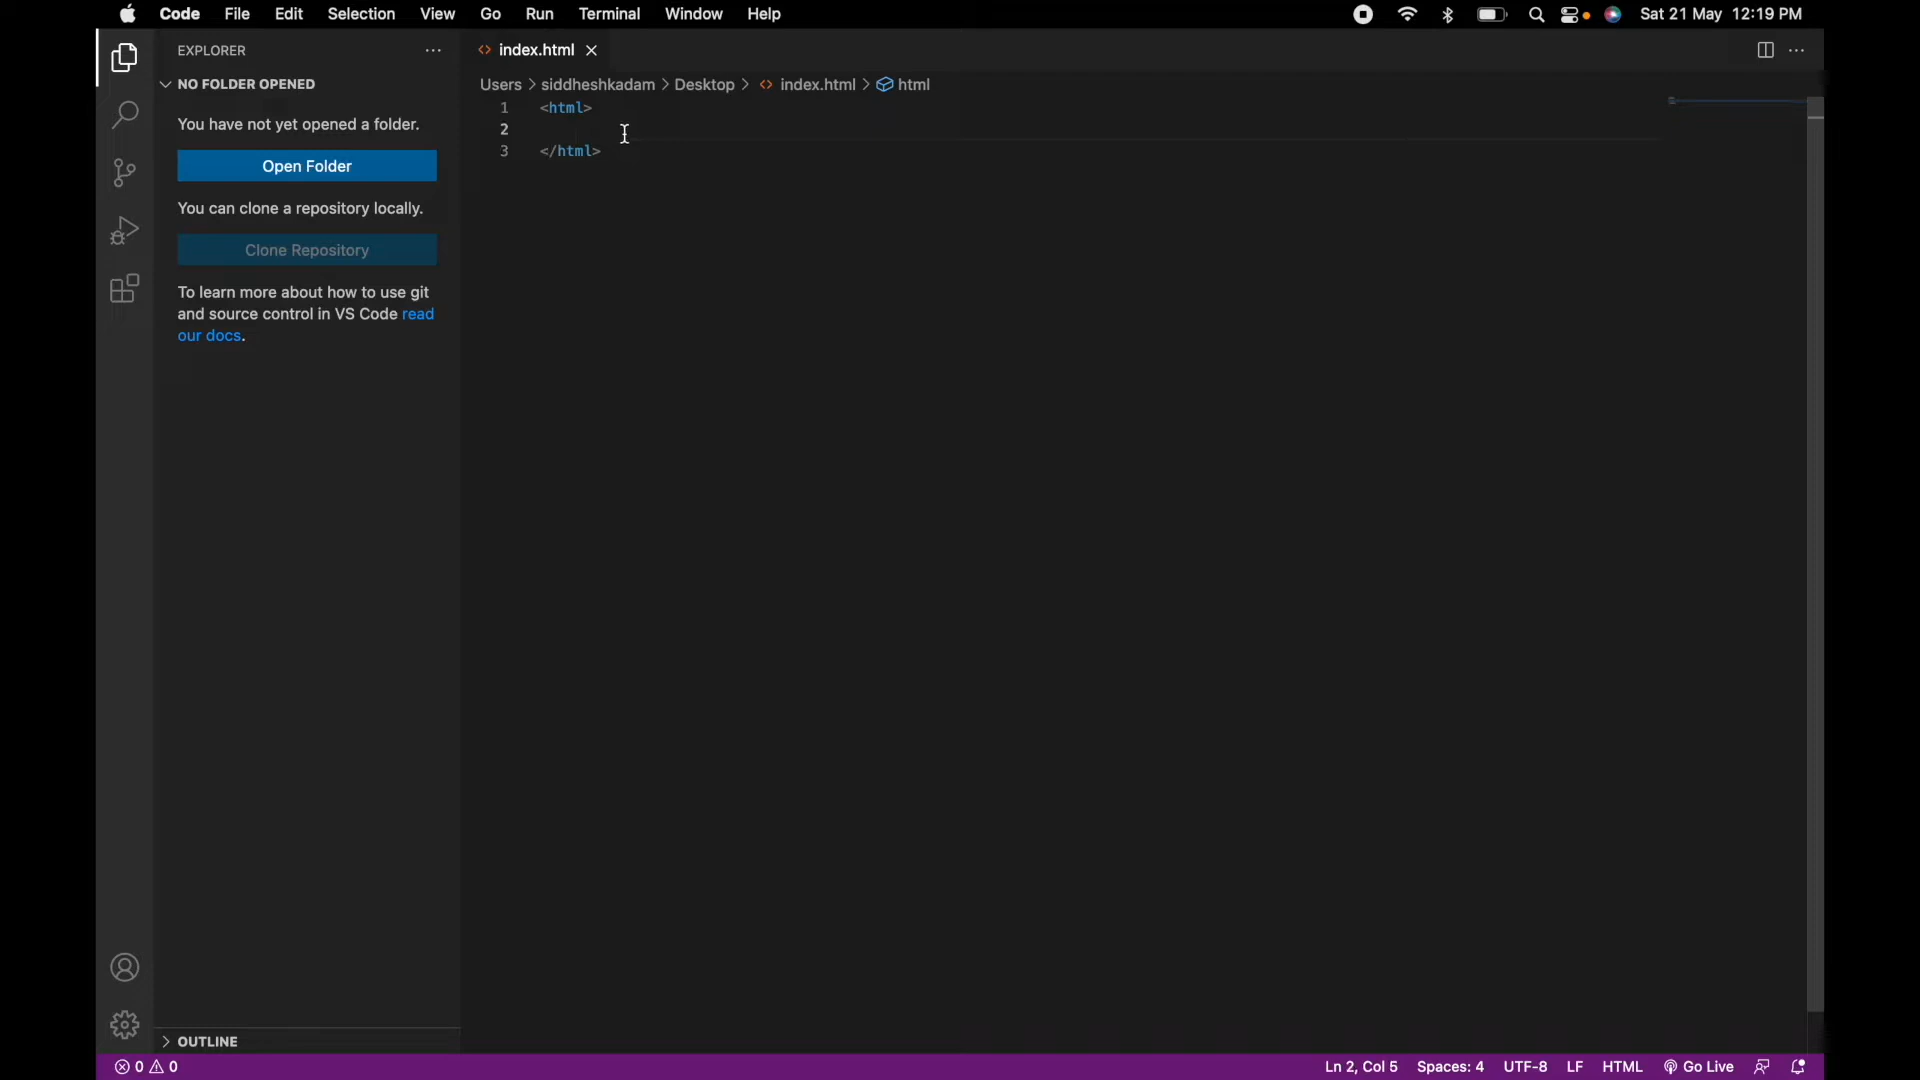 Code File Edit Selection View Go Run Terminal Window Help Sat 21 May 12:19 PM
EXPLORER ··· index.html
NO FOLDER OPENED
Users > siddheshkadam > Desktop > index.html > html
You have not yet opened a folder.
Open Folder
You can clone a repository locally.
Clone Repository
To learn more about how to use git
and source control in VS Code read
our docs.
1 <html>
2
3 </html>
OUTLINE
0 0 Ln 2, Col 5 Spaces: 4 UTF-8 LF HTML Go Live